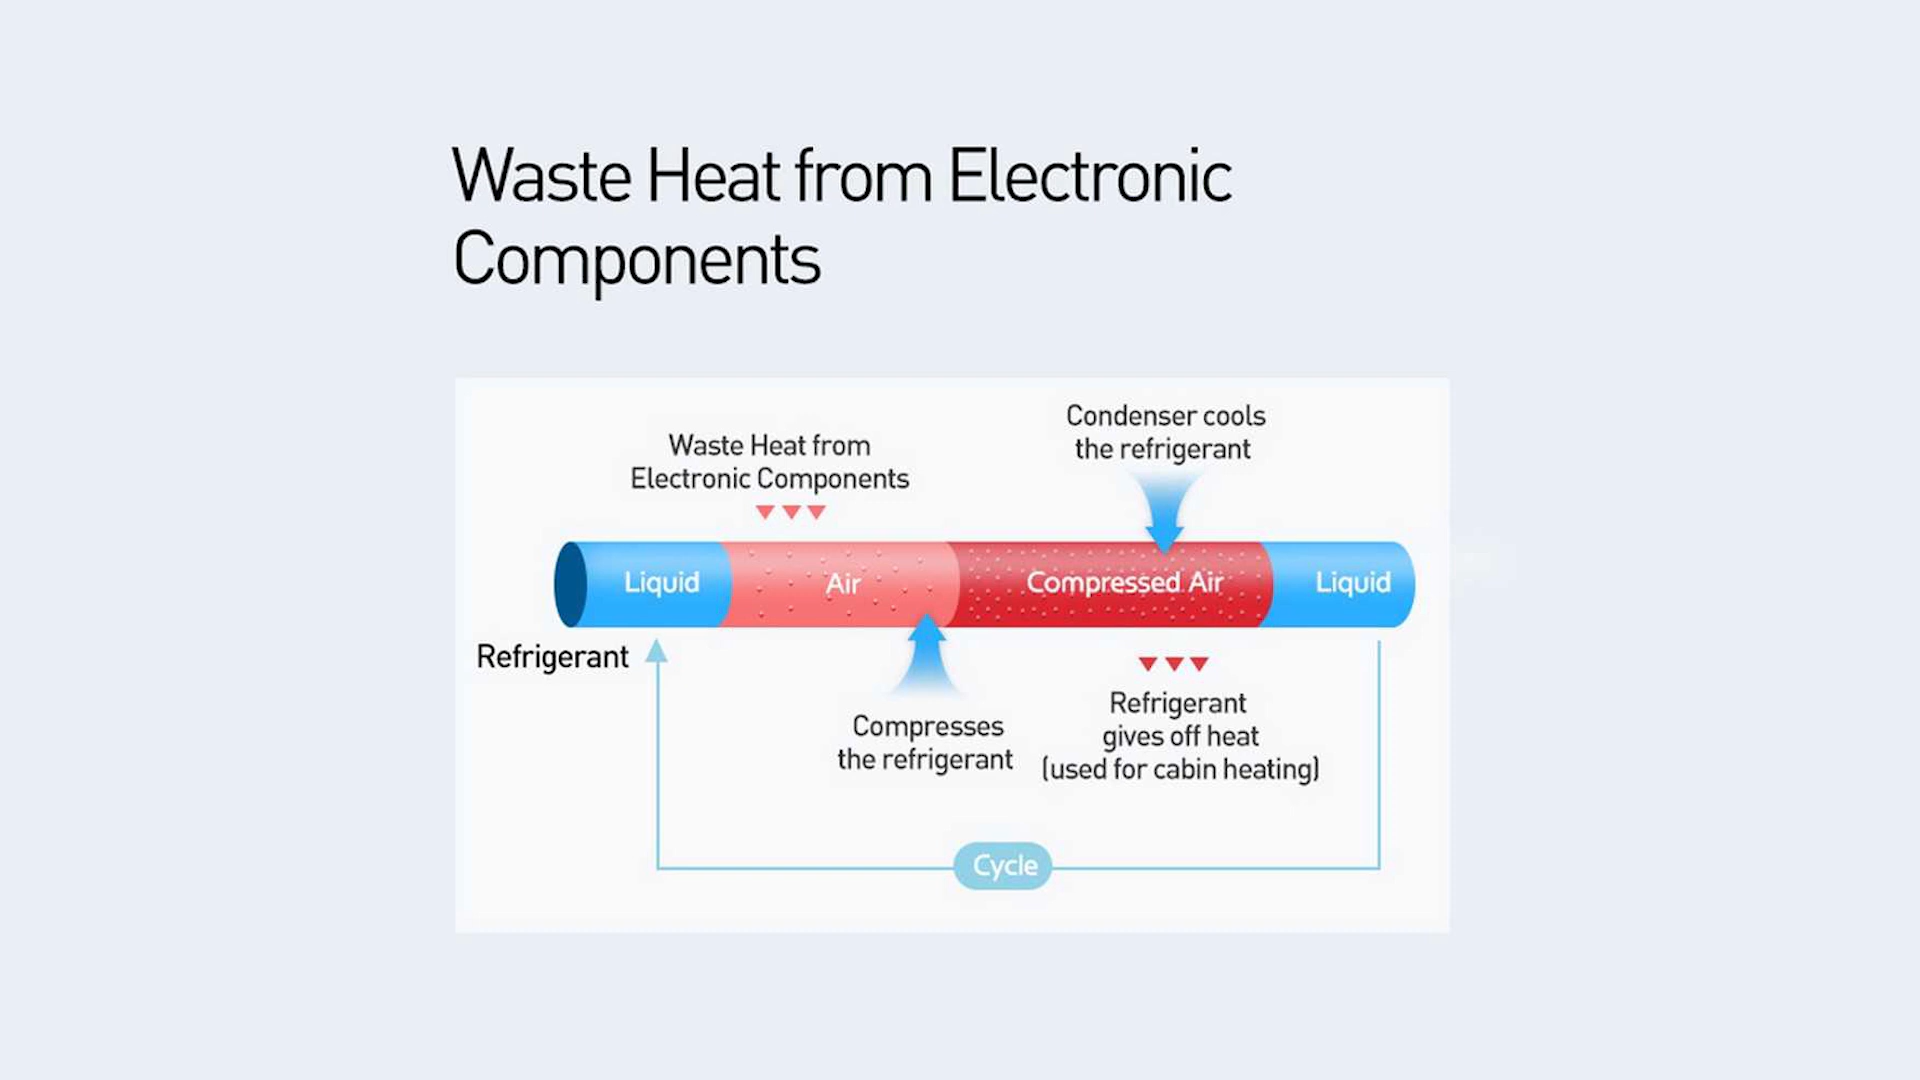 Waste Heat from Electronic
Components
Condenser cools
the refrigerant
Waste Heat from
Electronic Components
Liquid
Air
Compressed Air
Liquid
Refrigerant
Compresses
the refrigerant
Refrigerant
gives off heat
(used for cabin heating)
Cycle